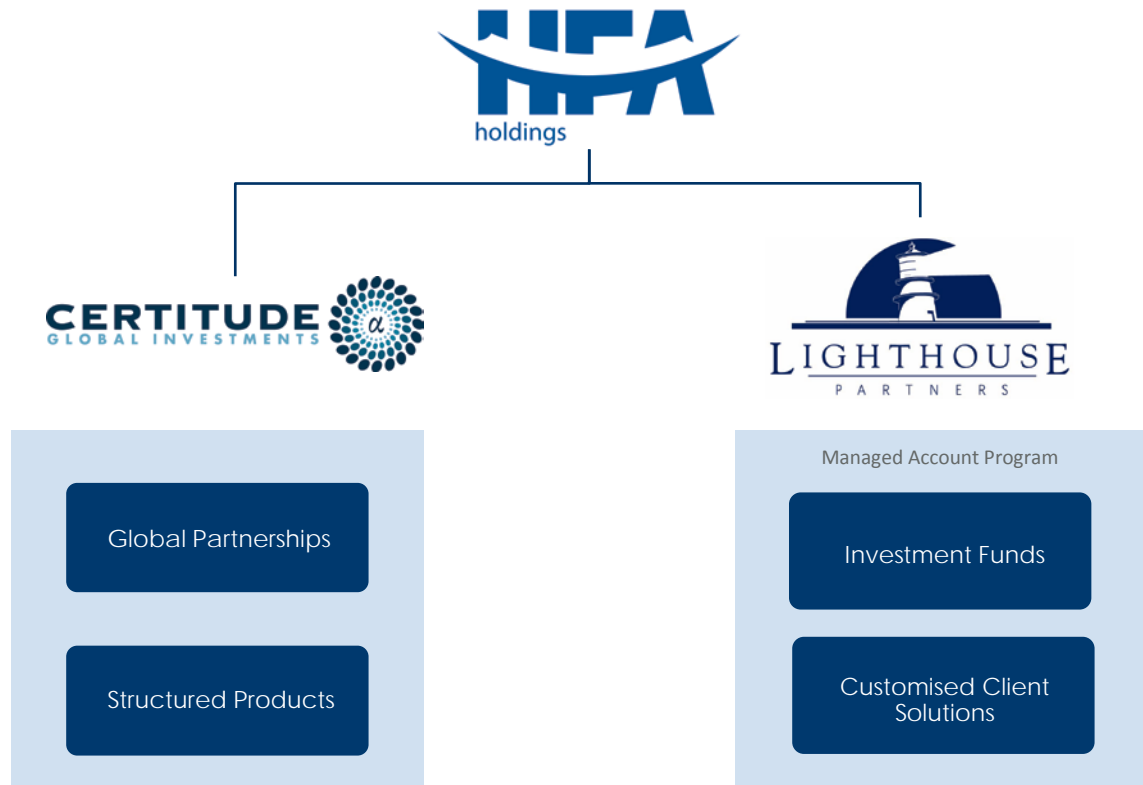 HFA
holdings
CERTITUDE α
GLOBAL INVESTMENTS
LIGHTHOUSE
PARTNERS
Global Partnerships
Structured Products
Managed Account Program
Investment Funds
Customised Client
Solutions